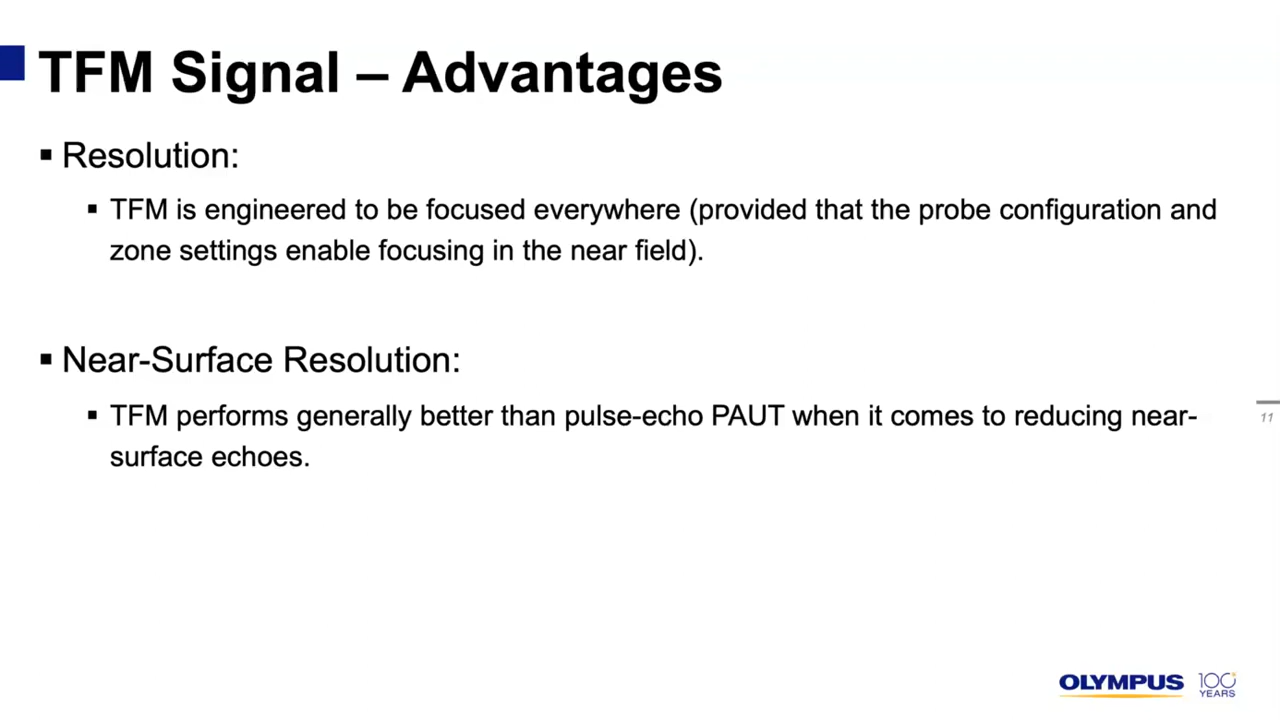 TFM Signal – Advantages
▪ Resolution:
▪ TFM is engineered to be focused everywhere (provided that the probe configuration and
zone settings enable focusing in the near field).
▪ Near-Surface Resolution:
▪ TFM performs generally better than pulse-echo PAUT when it comes to reducing near-
surface echoes.
11
OLYMPUS 100
YEARS